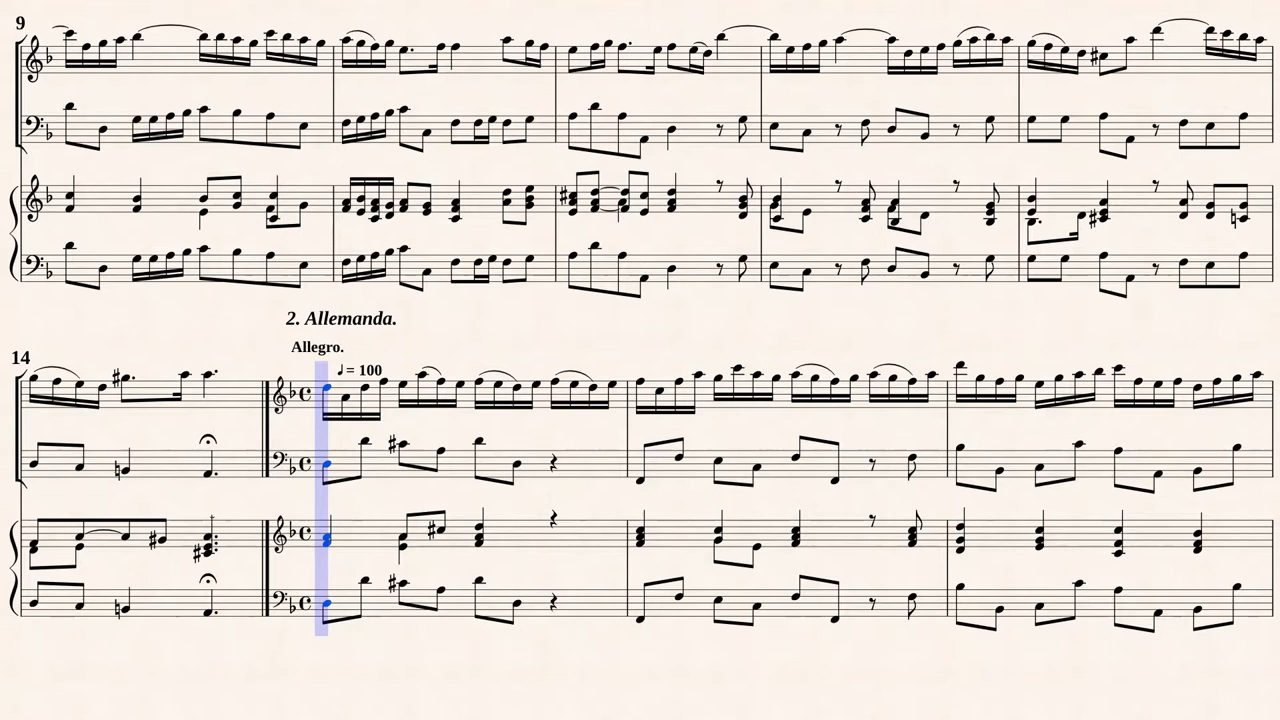 9
2. Allemanda.
Allegro.
14
♩ = 100